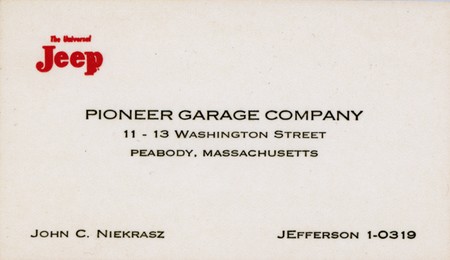 The Universal
Jeep
PIONEER GARAGE COMPANY
11 - 13 WASHINGTON STREET
PEABODY, MASSACHUSETTS
JOHN C. NIEKRASZ
JEFFERSON 1-0319